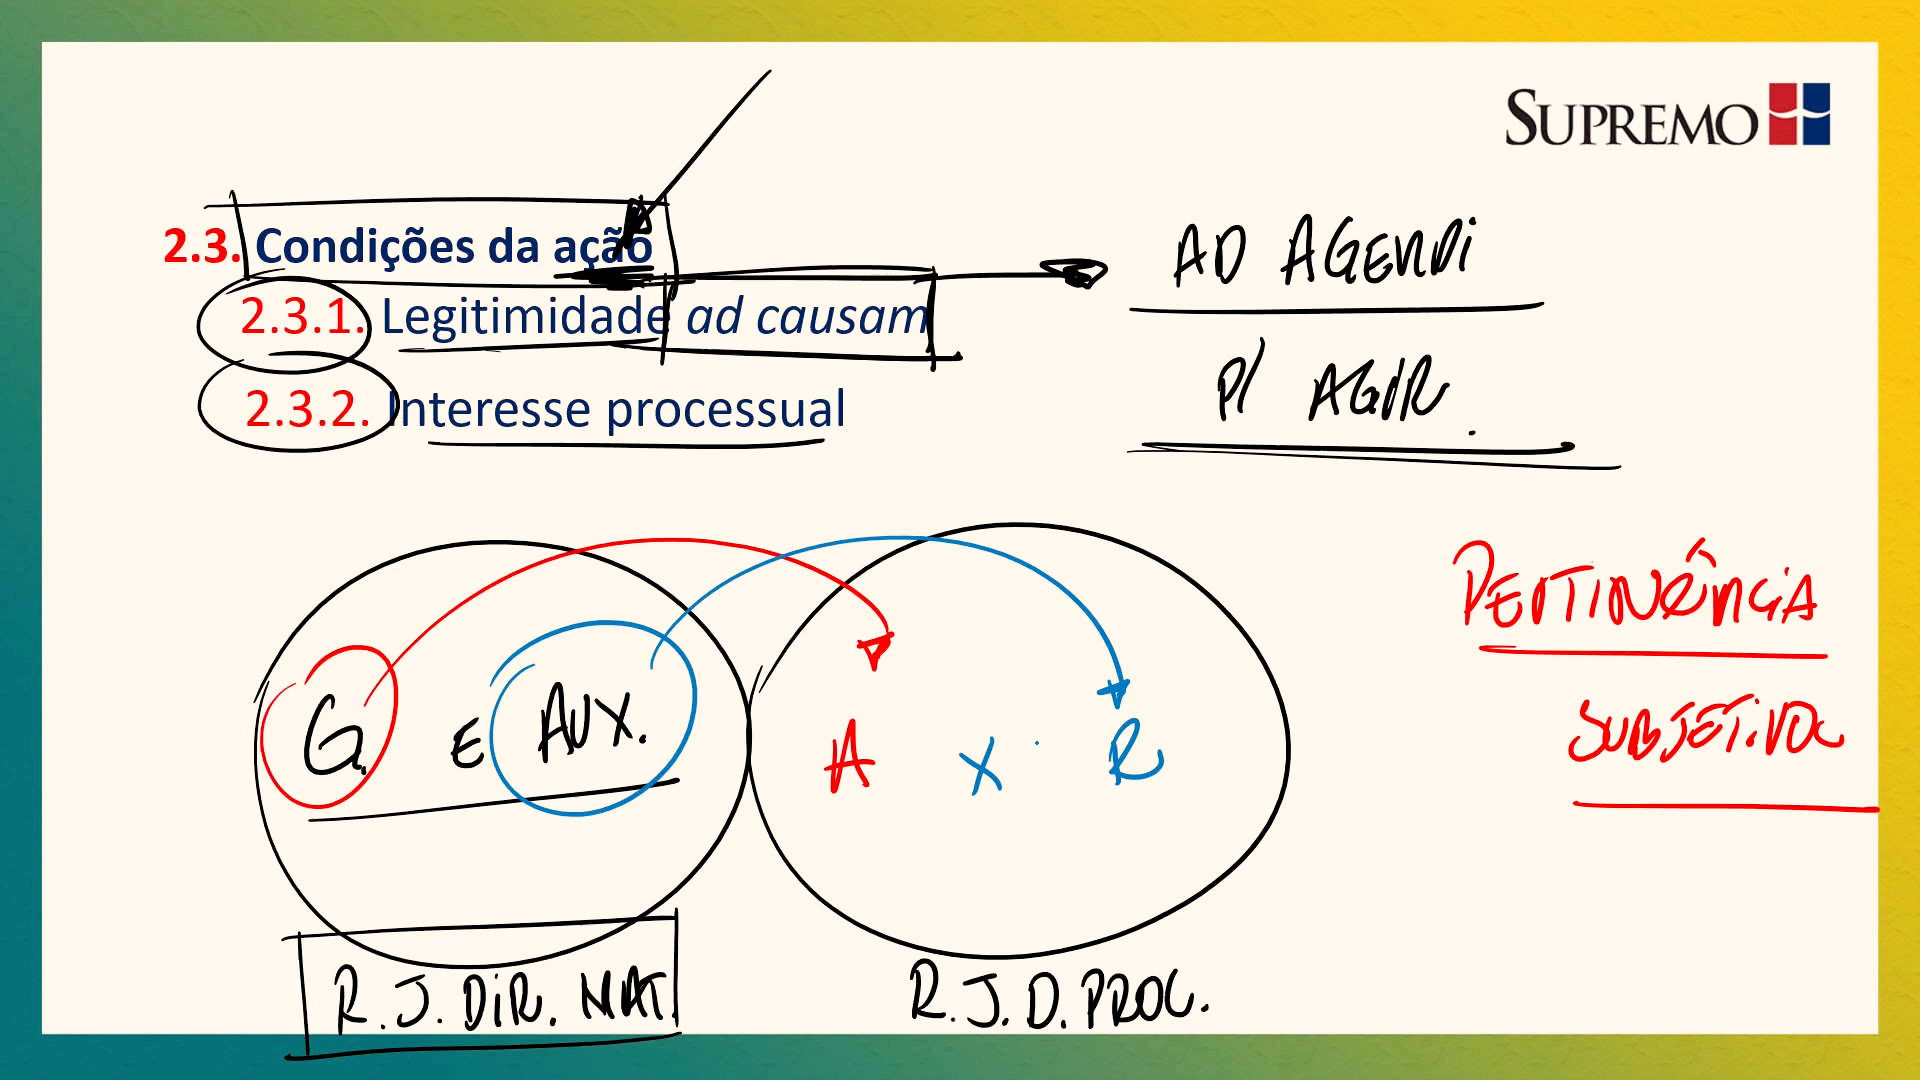 SUPREMO
2.3. Condições da ação
2.3.1. Legitimidade ad causam
2.3.2. Interesse processual
AD AGENDI
P/ AGIR.
PERTINÊNCIA
SUBJETIVA
G. E AUX.
A X R
R. J. DIR. MAT.
R. J. D. PROC.